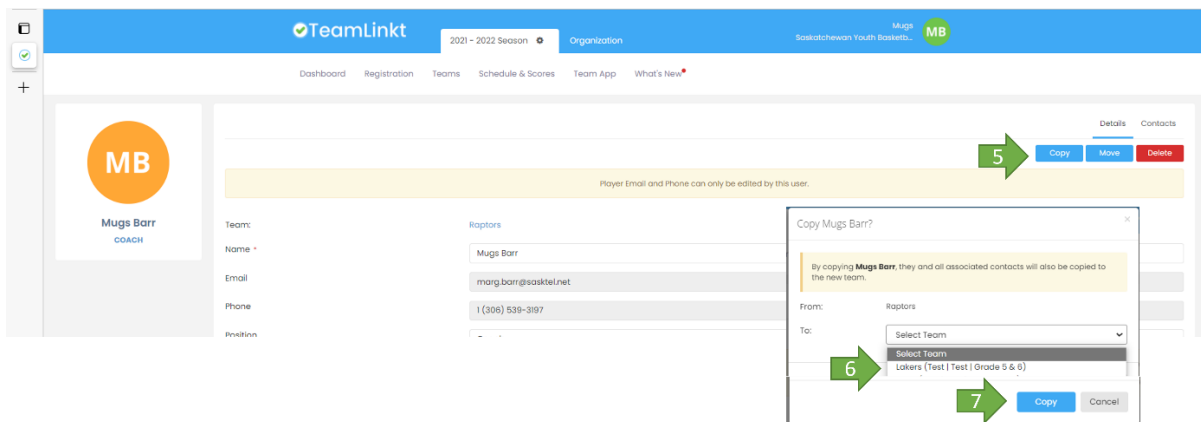 TeamLinkt
2021 - 2022 Season
Organization
Mugs
Saskatchewan Youth Basketb...
MB
Dashboard Registration Teams Schedule & Scores Team App What's New
MB
Mugs Barr
COACH
Details Contacts
5
Copy Move Delete
Player Email and Phone can only be edited by this user.
Team: Raptors
Name * Mugs Barr
Email marg.barr@sasktel.net
Phone 1 (306) 539-3197
Position
Copy Mugs Barr? ×
By copying Mugs Barr, they and all associated contacts will also be copied to
the new team.
From: Raptors
To: Select Team
Select Team
6
Lakers (Test | Test | Grade 5 & 6)
7
Copy Cancel